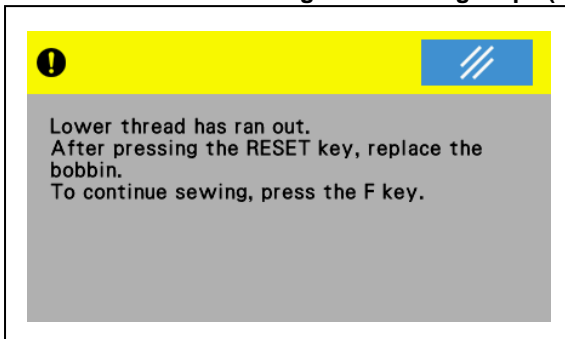 Lower thread has ran out.
After pressing the RESET key, replace the
bobbin.
To continue sewing, press the F key.